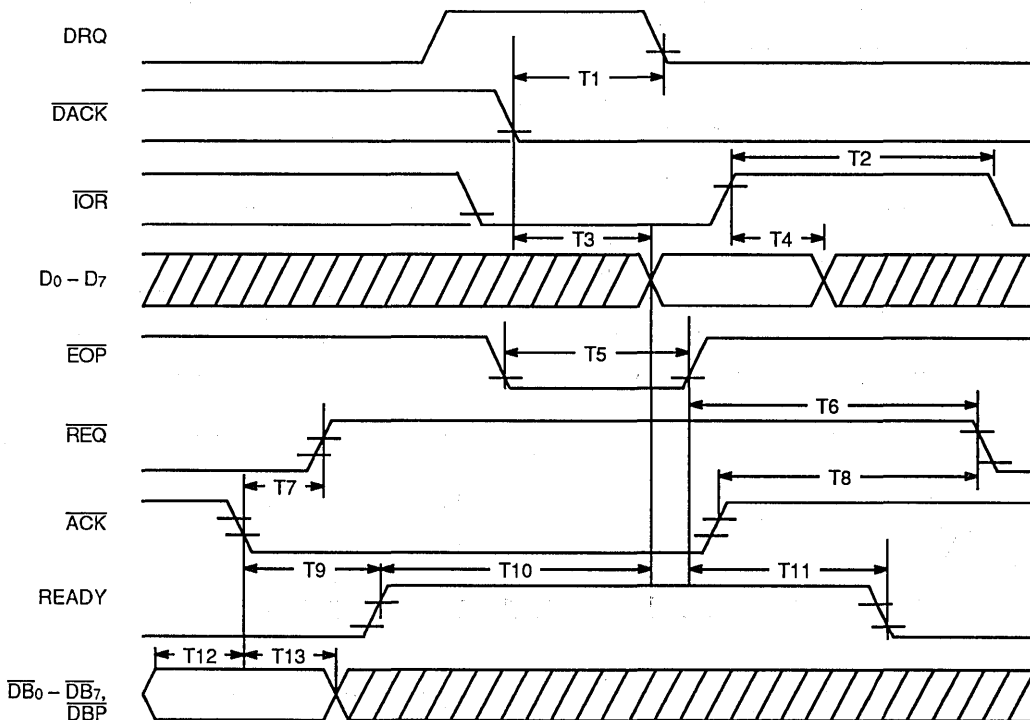 DRQ
T1
DACK
T2
IOR
T3
T4
D0 – D7
EOP
T5
T6
REQ
T7
T8
ACK
T9
T10
T11
READY
T12
T13
DB0 – DB7,
DBP